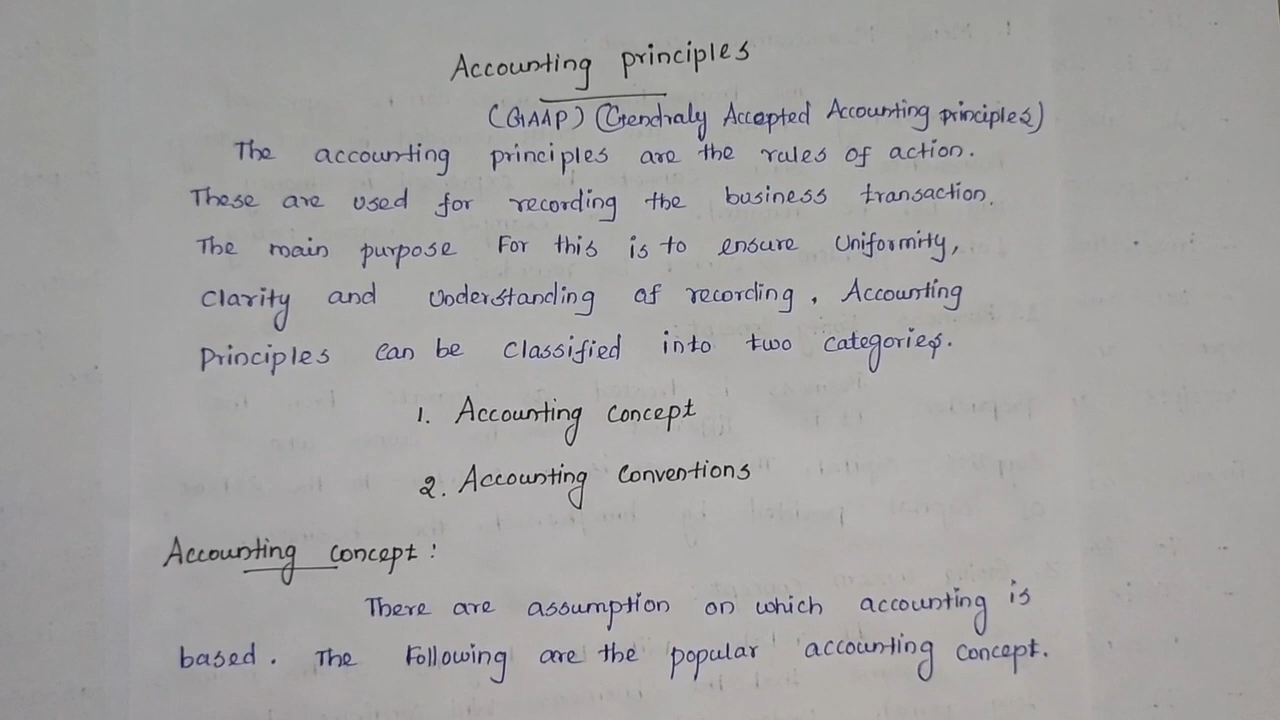 Accounting principles
(GAAP) (Gendraly Accepted Accounting principles)
The accounting principles are the rules of action.
These are used for recording the business transaction.
The main purpose For this is to ensure Uniformity,
Clarity and Understanding of recording. Accounting
Principles can be classified into two categories.
1. Accounting Concept
2. Accounting Conventions
Accounting concept:
There are assumption on which accounting is
based. The Following are the popular accounting concept.